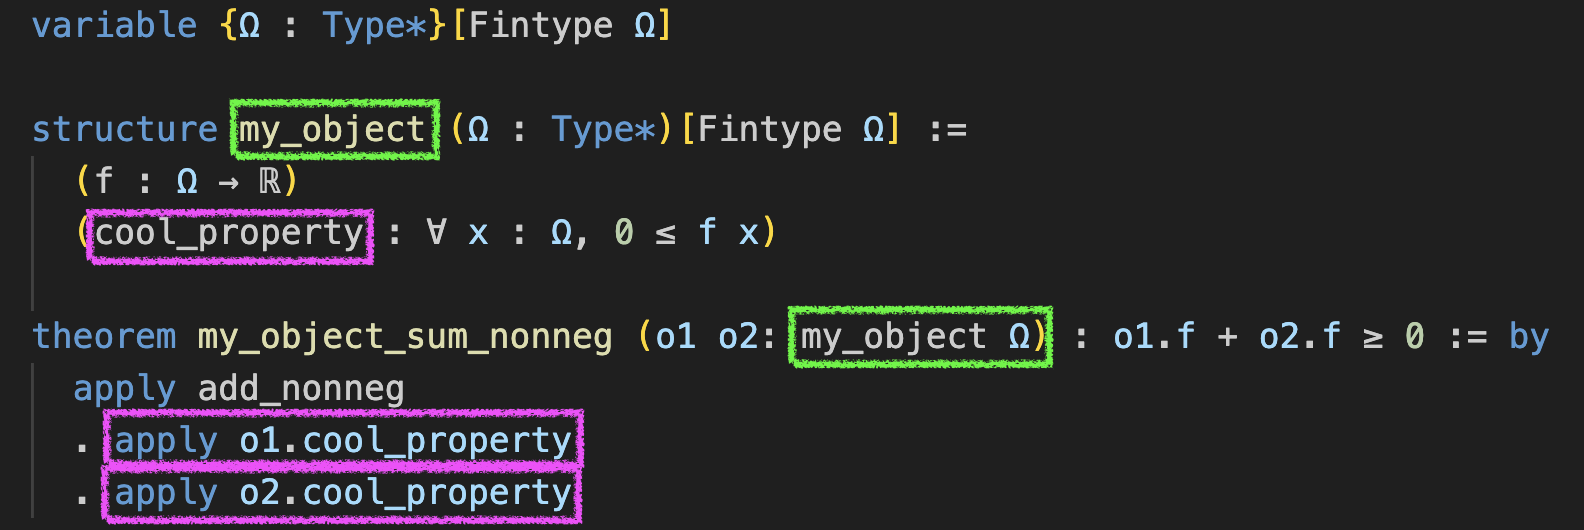 variable {Ω : Type*}[Fintype Ω]
structure my_object (Ω : Type*)[Fintype Ω] :=
(f : Ω → ℝ)
(cool_property : ∀ x : Ω, 0 ≤ f x)
theorem my_object_sum_nonneg (o1 o2: my_object Ω) : o1.f + o2.f ≥ 0 := by
apply add_nonneg
. apply o1.cool_property
. apply o2.cool_property